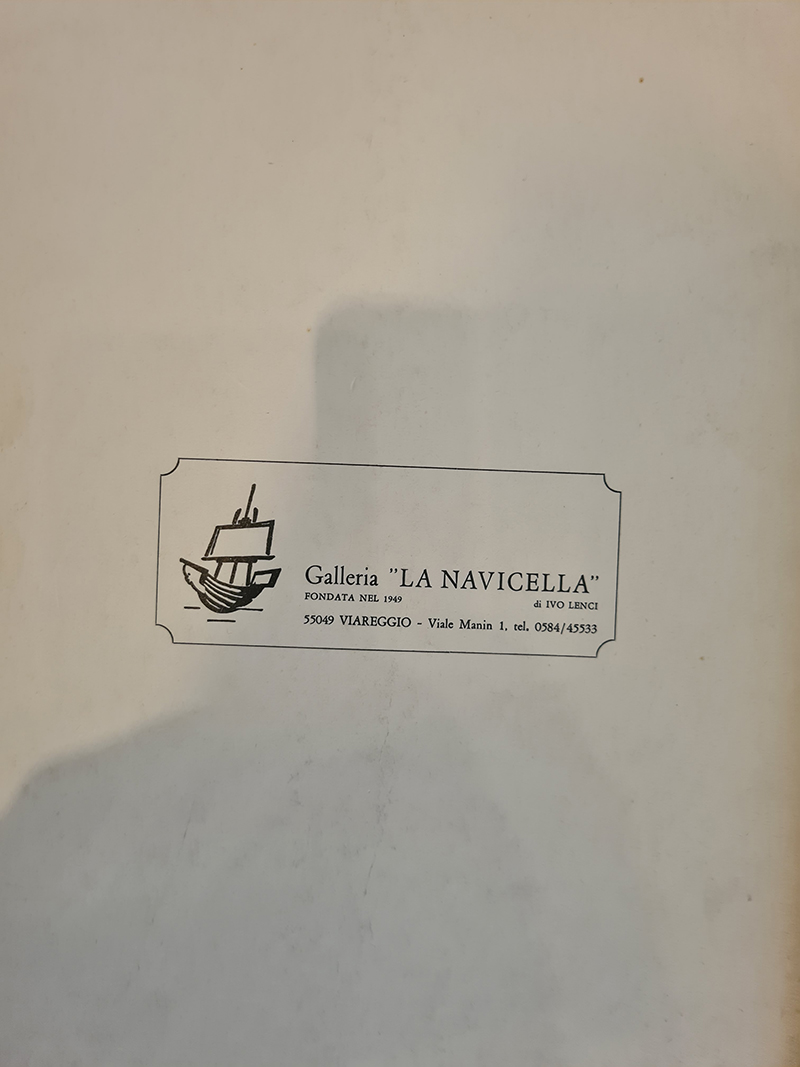 Galleria "LA NAVICELLA"
FONDATA NEL 1949
di IVO LENCI
55049 VIAREGGIO - Viale Manin 1, tel. 0584/45533